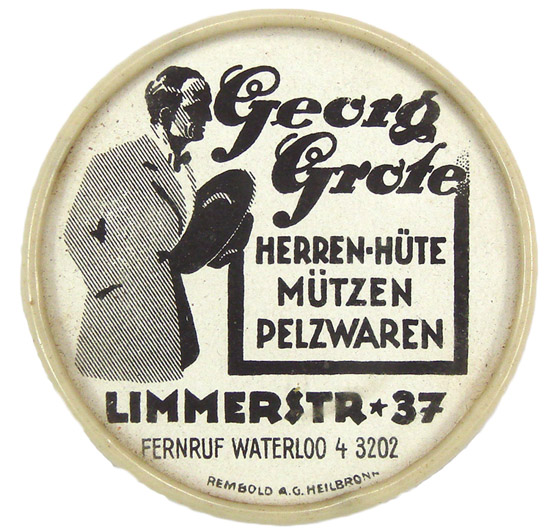 Georg
Grote
HERREN-HÜTE
MÜTZEN
PELZWAREN
LIMMERSTR★37
FERNRUF WATERLOO 4 3202
REMBOLD A.G. HEILBRONN